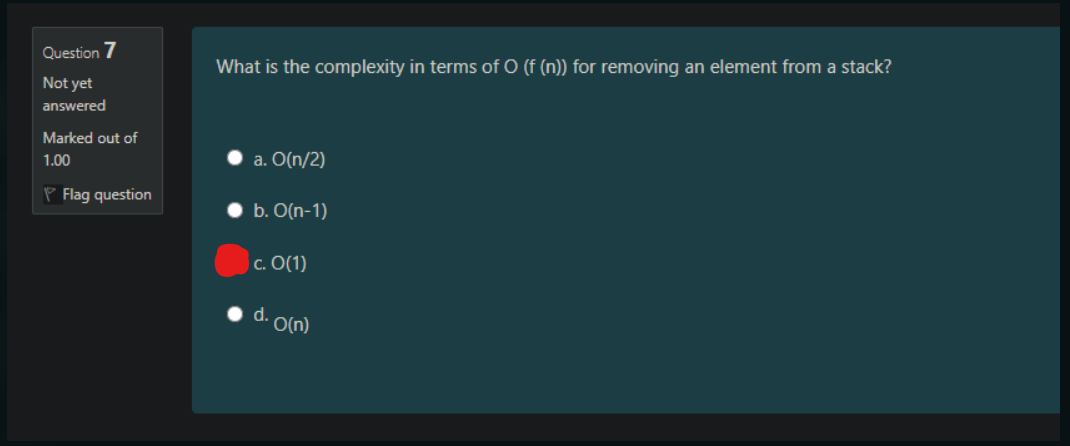 Question 7
Not yet
answered
Marked out of
1.00
Flag question
What is the complexity in terms of O (f (n)) for removing an element from a stack?
a. O(n/2)
b. O(n-1)
c. O(1)
d. O(n)